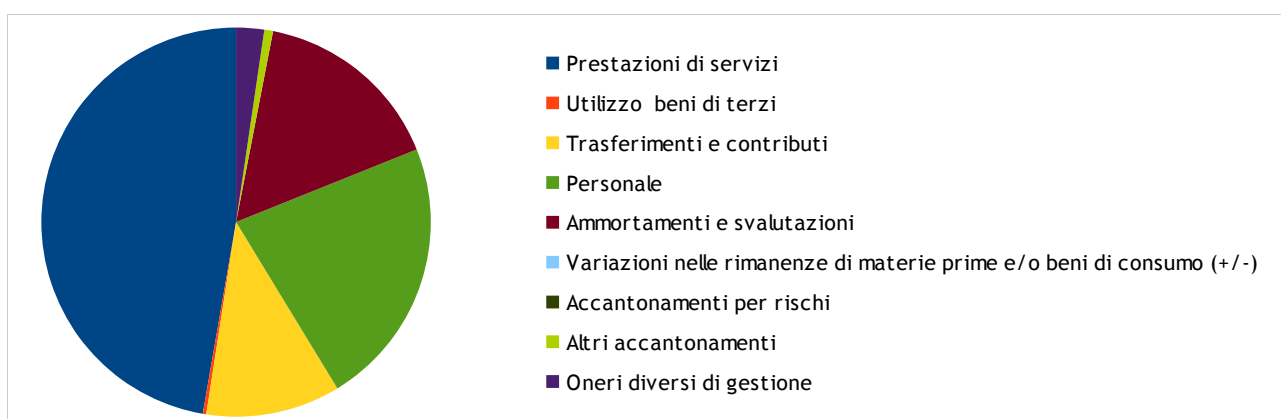 Prestazioni di servizi
Utilizzo beni di terzi
Trasferimenti e contributi
Personale
Ammortamenti e svalutazioni
Variazioni nelle rimanenze di materie prime e/o beni di consumo (+/-)
Accantonamenti per rischi
Altri accantonamenti
Oneri diversi di gestione